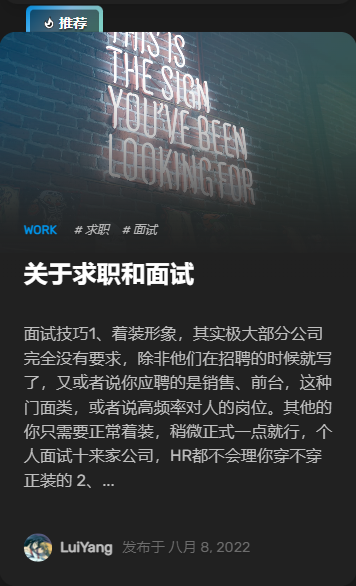 推荐
THIS IS
THE SIGN
YOU'VE BEEN
LOOKING FOR
WORK # 求职 # 面试
关于求职和面试
面试技巧1、着装形象，其实极大部分公司
完全没有要求，除非他们在招聘的时候就写
了，又或者说你应聘的是销售、前台，这种
门面类，或者说高频率对人的岗位。其他的
你只需要正常着装，稍微正式一点就行，个
人面试十来家公司，HR都不会理你穿不穿
正装的 2、...
LuiYang 发布于 八月 8, 2022